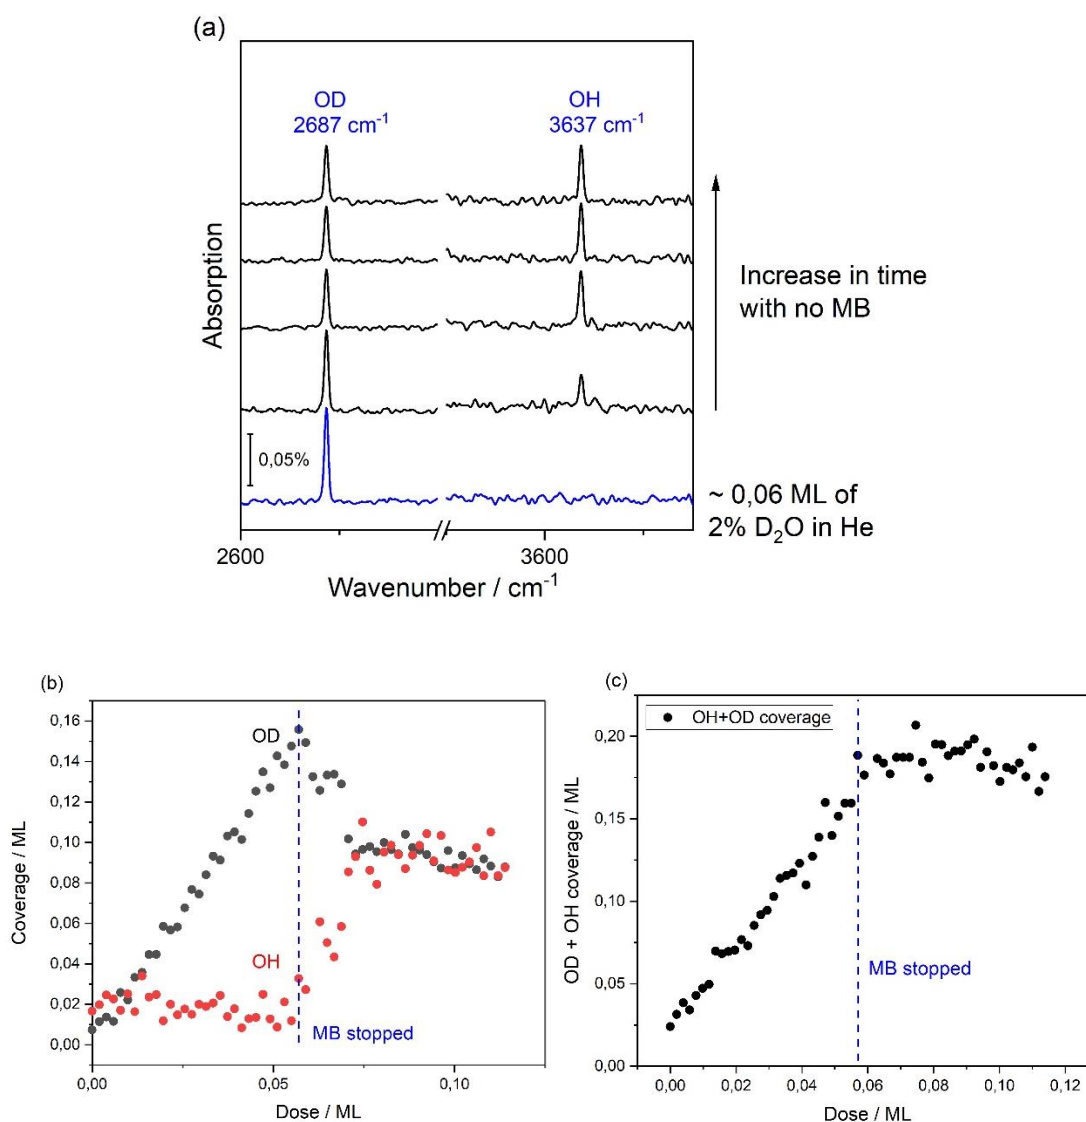 (a)
OD
2687 cm⁻¹
OH
3637 cm⁻¹
Absorption
Increase in time
with no MB
0,05%
~ 0,06 ML of
2% D₂O in He
2600
3600
Wavenumber / cm⁻¹
(b)
0,16
0,14
0,12
0,10
0,08
0,06
0,04
0,02
0,00
Coverage / ML
OD
OH
MB stopped
0,00
0,05
0,10
Dose / ML
(c)
OH+OD coverage
0,20
0,15
0,10
0,05
0,00
OD + OH coverage / ML
MB stopped
0,00
0,02
0,04
0,06
0,08
0,10
0,12
Dose / ML